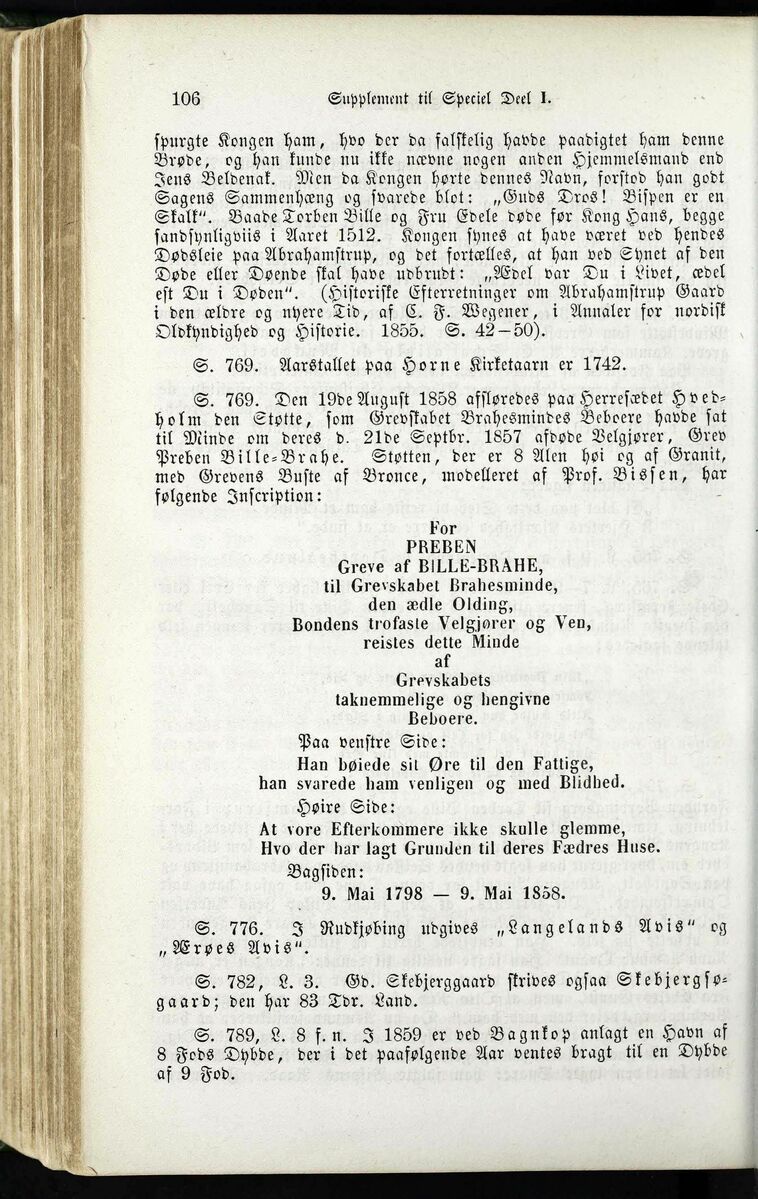 106 Supplement til Speciel Deel I.
spurgte Kongen ham, hvo der da falskelig havde paadigtet ham denne
Brøde, og han kunde nu ikke nævne nogen anden Hjemmelsmand end
Jens Beldenak. Men da Kongen hørte dennes Navn, forstod han godt
Sagens Sammenhæng og svarede blot: „Guds Dros! Bispen er en
Skalk“. Baade Torben Bille og Fru Edele døde før Kong Hans, begge
sandsynligviis i Aaret 1512. Kongen synes at have været ved hendes
Dødsleie paa Abrahamstrup, og det fortælles, at han ved Synet af den
Døde eller Døende skal have udbrudt: „Ædel var Du i Livet, ædel
est Du i Døden“. (Historiske Efterretninger om Abrahamstrup Gaard
i den ældre og nyere Tid, af C. F. Wegener, i Annaler for nordisk
Oldkyndighed og Historie. 1855. S. 42–50).
S. 769. Aarstallet paa Horne Kirketaarn er 1742.
S. 769. Den 19de August 1858 afsløredes paa Herresædet Hved-
holm den Støtte, som Grevskabet Brahesmindes Beboere havde sat
til Minde om deres d. 21de Septbr. 1857 afdøde Velgjører, Grev
Preben Bille-Brahe. Støtten, der er 8 Alen høi og af Granit,
med Grevens Buste af Bronce, modelleret af Prof. Bissen, har
følgende Inscription:
For
PREBEN
Greve af BILLE-BRAHE,
til Grevskabet Brahesminde,
den ædle Olding,
Bondens trofaste Velgjører og Ven,
reistes dette Minde
af
Grevskabets
taknemmelige og hengivne
Beboere.
Paa venstre Side:
Han bøiede sit Øre til den Fattige,
han svarede ham venligen og med Blidhed.
Høire Side:
At vore Efterkommere ikke skulle glemme,
Hvo der har lagt Grunden til deres Fædres Huse.
Bagsiden:
9. Mai 1798 — 9. Mai 1858.
S. 776. I Rudkjøbing udgives „Langelands Avis“ og
„Ærøes Avis“.
S. 782, L. 3. Gd. Skebjerggaard skrives ogsaa Skebjergsø-
gaard; den har 83 Tdr. Land.
S. 789, L. 8 f. n. I 1859 er ved Bagnkop anlagt en Havn af
8 Fods Dybde, der i det paafølgende Aar ventes bragt til en Dybde
af 9 Fod.